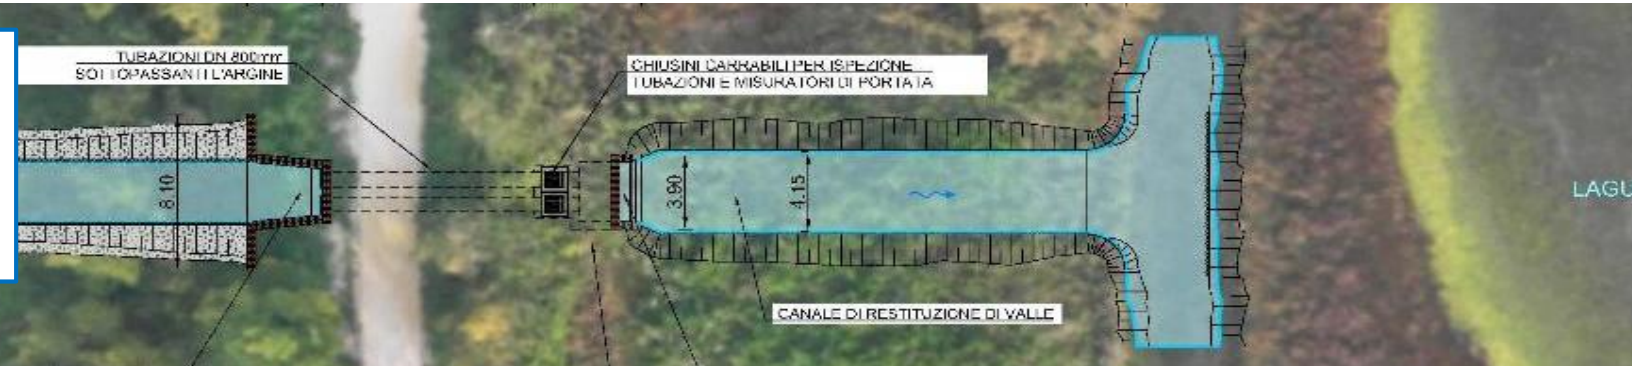 TUBAZIONI DN 800mm
SOTTOPASSANTI L'ARGINE
CHIUSINI CARRABILI PER ISPEZIONE
TUBAZIONI E MISURATORI DI PORTATA
8.10
3.90
4.15
CANALE DI RESTITUZIONE DI VALLE
LAGU